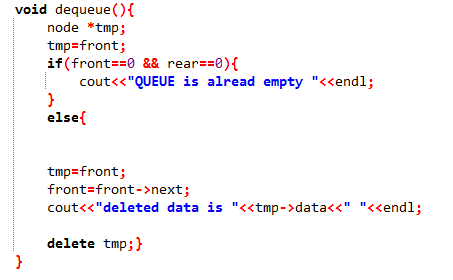 void dequeue(){
node *tmp;
tmp=front;
if(front==0 && rear==0){
cout<<"QUEUE is alread empty "<<endl;
}
else{
tmp=front;
front=front->next;
cout<<"deleted data is "<<tmp->data<<" "<<endl;
delete tmp;}
}